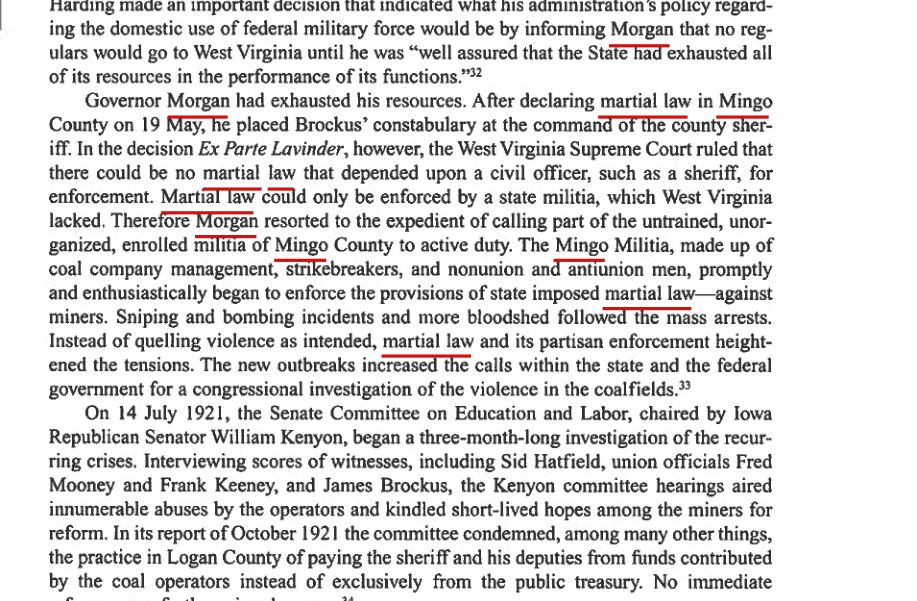 Harding made an important decision that indicated what his administration's policy regard-
ing the domestic use of federal military force would be by informing Morgan that no reg-
ulars would go to West Virginia until he was “well assured that the State had exhausted all
of its resources in the performance of its functions.”32
Governor Morgan had exhausted his resources. After declaring martial law in Mingo
County on 19 May, he placed Brockus’ constabulary at the command of the county sher-
iff. In the decision Ex Parte Lavinder, however, the West Virginia Supreme Court ruled that
there could be no martial law that depended upon a civil officer, such as a sheriff, for
enforcement. Martial law could only be enforced by a state militia, which West Virginia
lacked. Therefore Morgan resorted to the expedient of calling part of the untrained, unor-
ganized, enrolled militia of Mingo County to active duty. The Mingo Militia, made up of
coal company management, strikebreakers, and nonunion and antiunion men, promptly
and enthusiastically began to enforce the provisions of state imposed martial law—against
miners. Sniping and bombing incidents and more bloodshed followed the mass arrests.
Instead of quelling violence as intended, martial law and its partisan enforcement height-
ened the tensions. The new outbreaks increased the calls within the state and the federal
government for a congressional investigation of the violence in the coalfields.33
On 14 July 1921, the Senate Committee on Education and Labor, chaired by Iowa
Republican Senator William Kenyon, began a three-month-long investigation of the recur-
ring crises. Interviewing scores of witnesses, including Sid Hatfield, union officials Fred
Mooney and Frank Keeney, and James Brockus, the Kenyon committee hearings aired
innumerable abuses by the operators and kindled short-lived hopes among the miners for
reform. In its report of October 1921 the committee condemned, among many other things,
the practice in Logan County of paying the sheriff and his deputies from funds contributed
by the coal operators instead of exclusively from the public treasury. No immediate
34